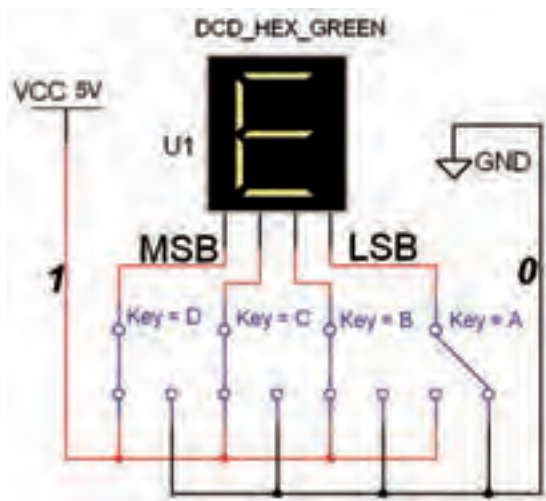 DCD_HEX_GREEN
VCC 5V
U1
E
GND
MSB
LSB
1
0
Key = D
Key = C
Key = B
Key = A